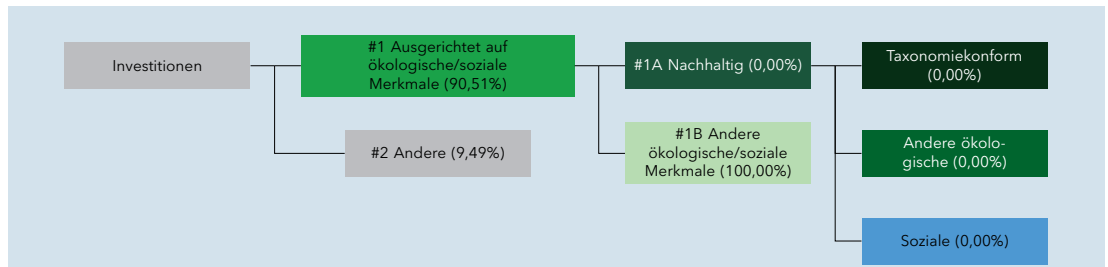 Investitionen
#1 Ausgerichtet auf
ökologische/soziale
Merkmale (90,51%)
#2 Andere (9,49%)
#1A Nachhaltig (0,00%)
#1B Andere
ökologische/soziale
Merkmale (100,00%)
Taxonomiekonform
(0,00%)
Andere ökolo-
gische (0,00%)
Soziale (0,00%)